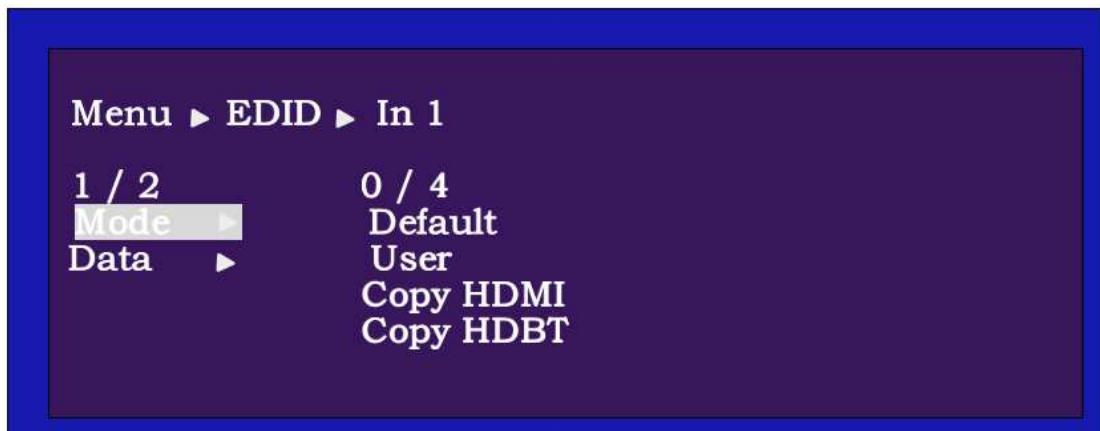 Menu ▶ EDID ▶ In 1
1 / 2 0 / 4
Mode ▶ Default
Data ▶ User
Copy HDMI
Copy HDBT